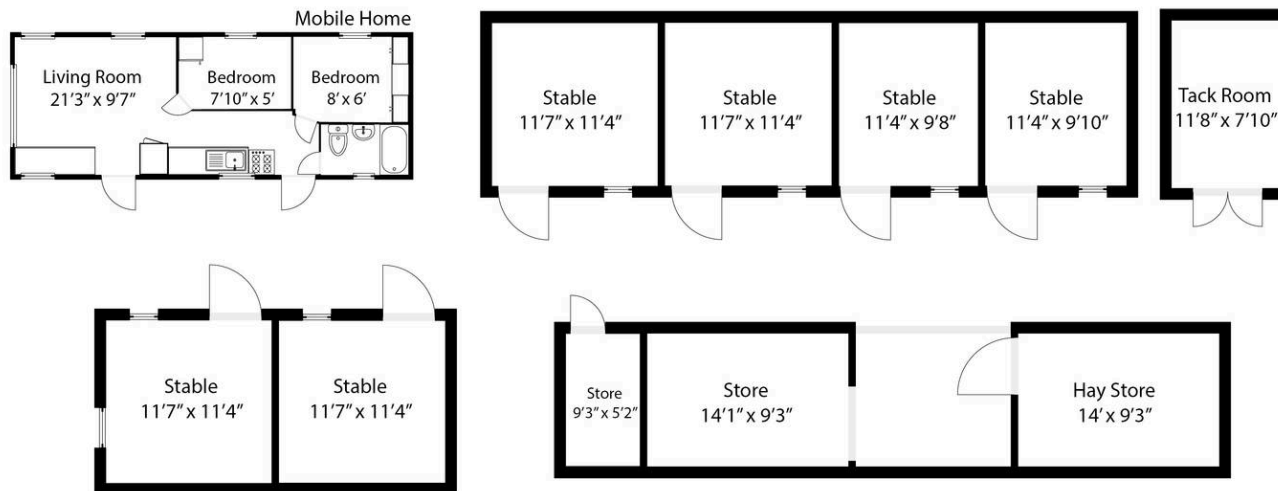 Mobile Home
Living Room
21'3" x 9'7"
Bedroom
7'10" x 5'
Bedroom
8' x 6'
Stable
11'7" x 11'4"
Stable
11'7" x 11'4"
Stable
11'4" x 9'8"
Stable
11'4" x 9'10"
Tack Room
11'8" x 7'10"
Stable
11'7" x 11'4"
Stable
11'7" x 11'4"
Store
9'3" x 5'2"
Store
14'1" x 9'3"
Hay Store
14' x 9'3"